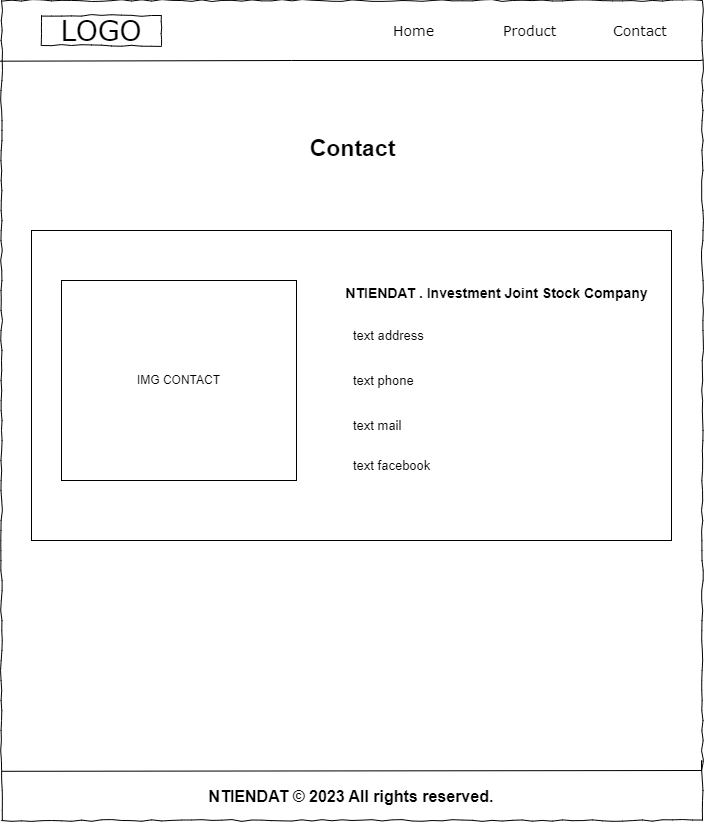 LOGO
Home Product Contact
Contact
NTIENDAT . Investment Joint Stock Company
text address
IMG CONTACT
text phone
text mail
text facebook
NTIENDAT © 2023 All rights reserved.